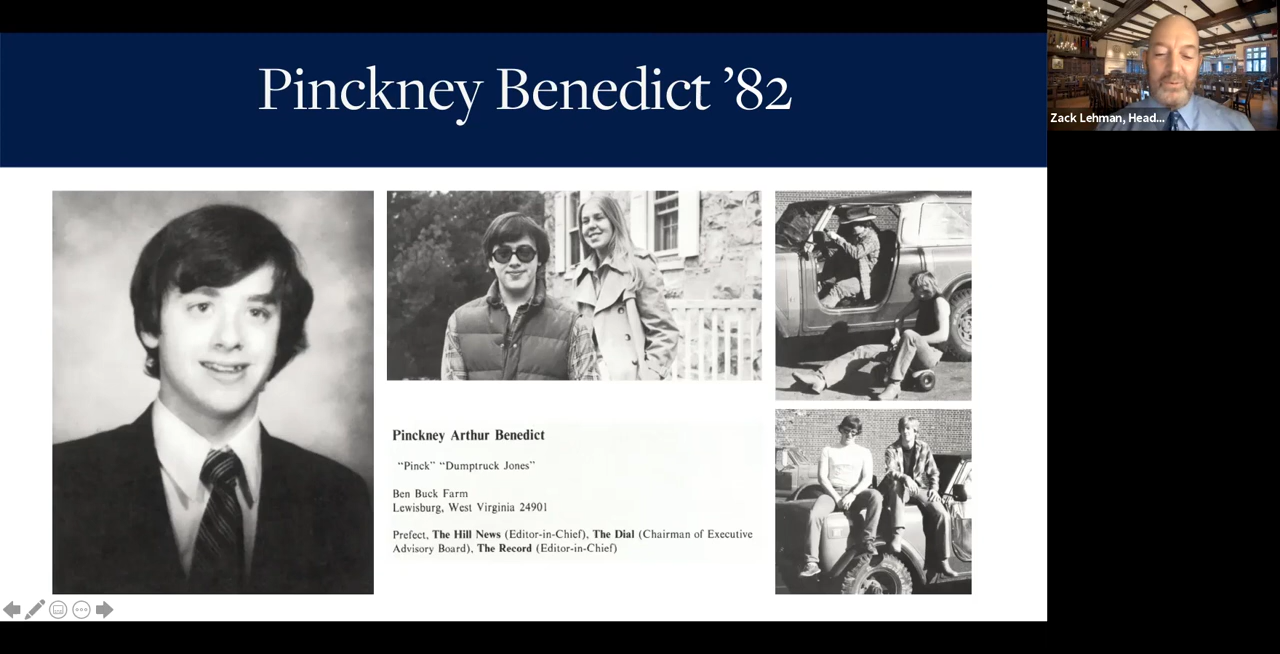 Pinckney Benedict ’82
Zack Lehman, Head...
Pinckney Arthur Benedict
“Pinck” “Dumptruck Jones”
Ben Buck Farm
Lewisburg, West Virginia 24901
Prefect, The Hill News (Editor-in-Chief), The Dial (Chairman of Executive
Advisory Board), The Record (Editor-in-Chief)